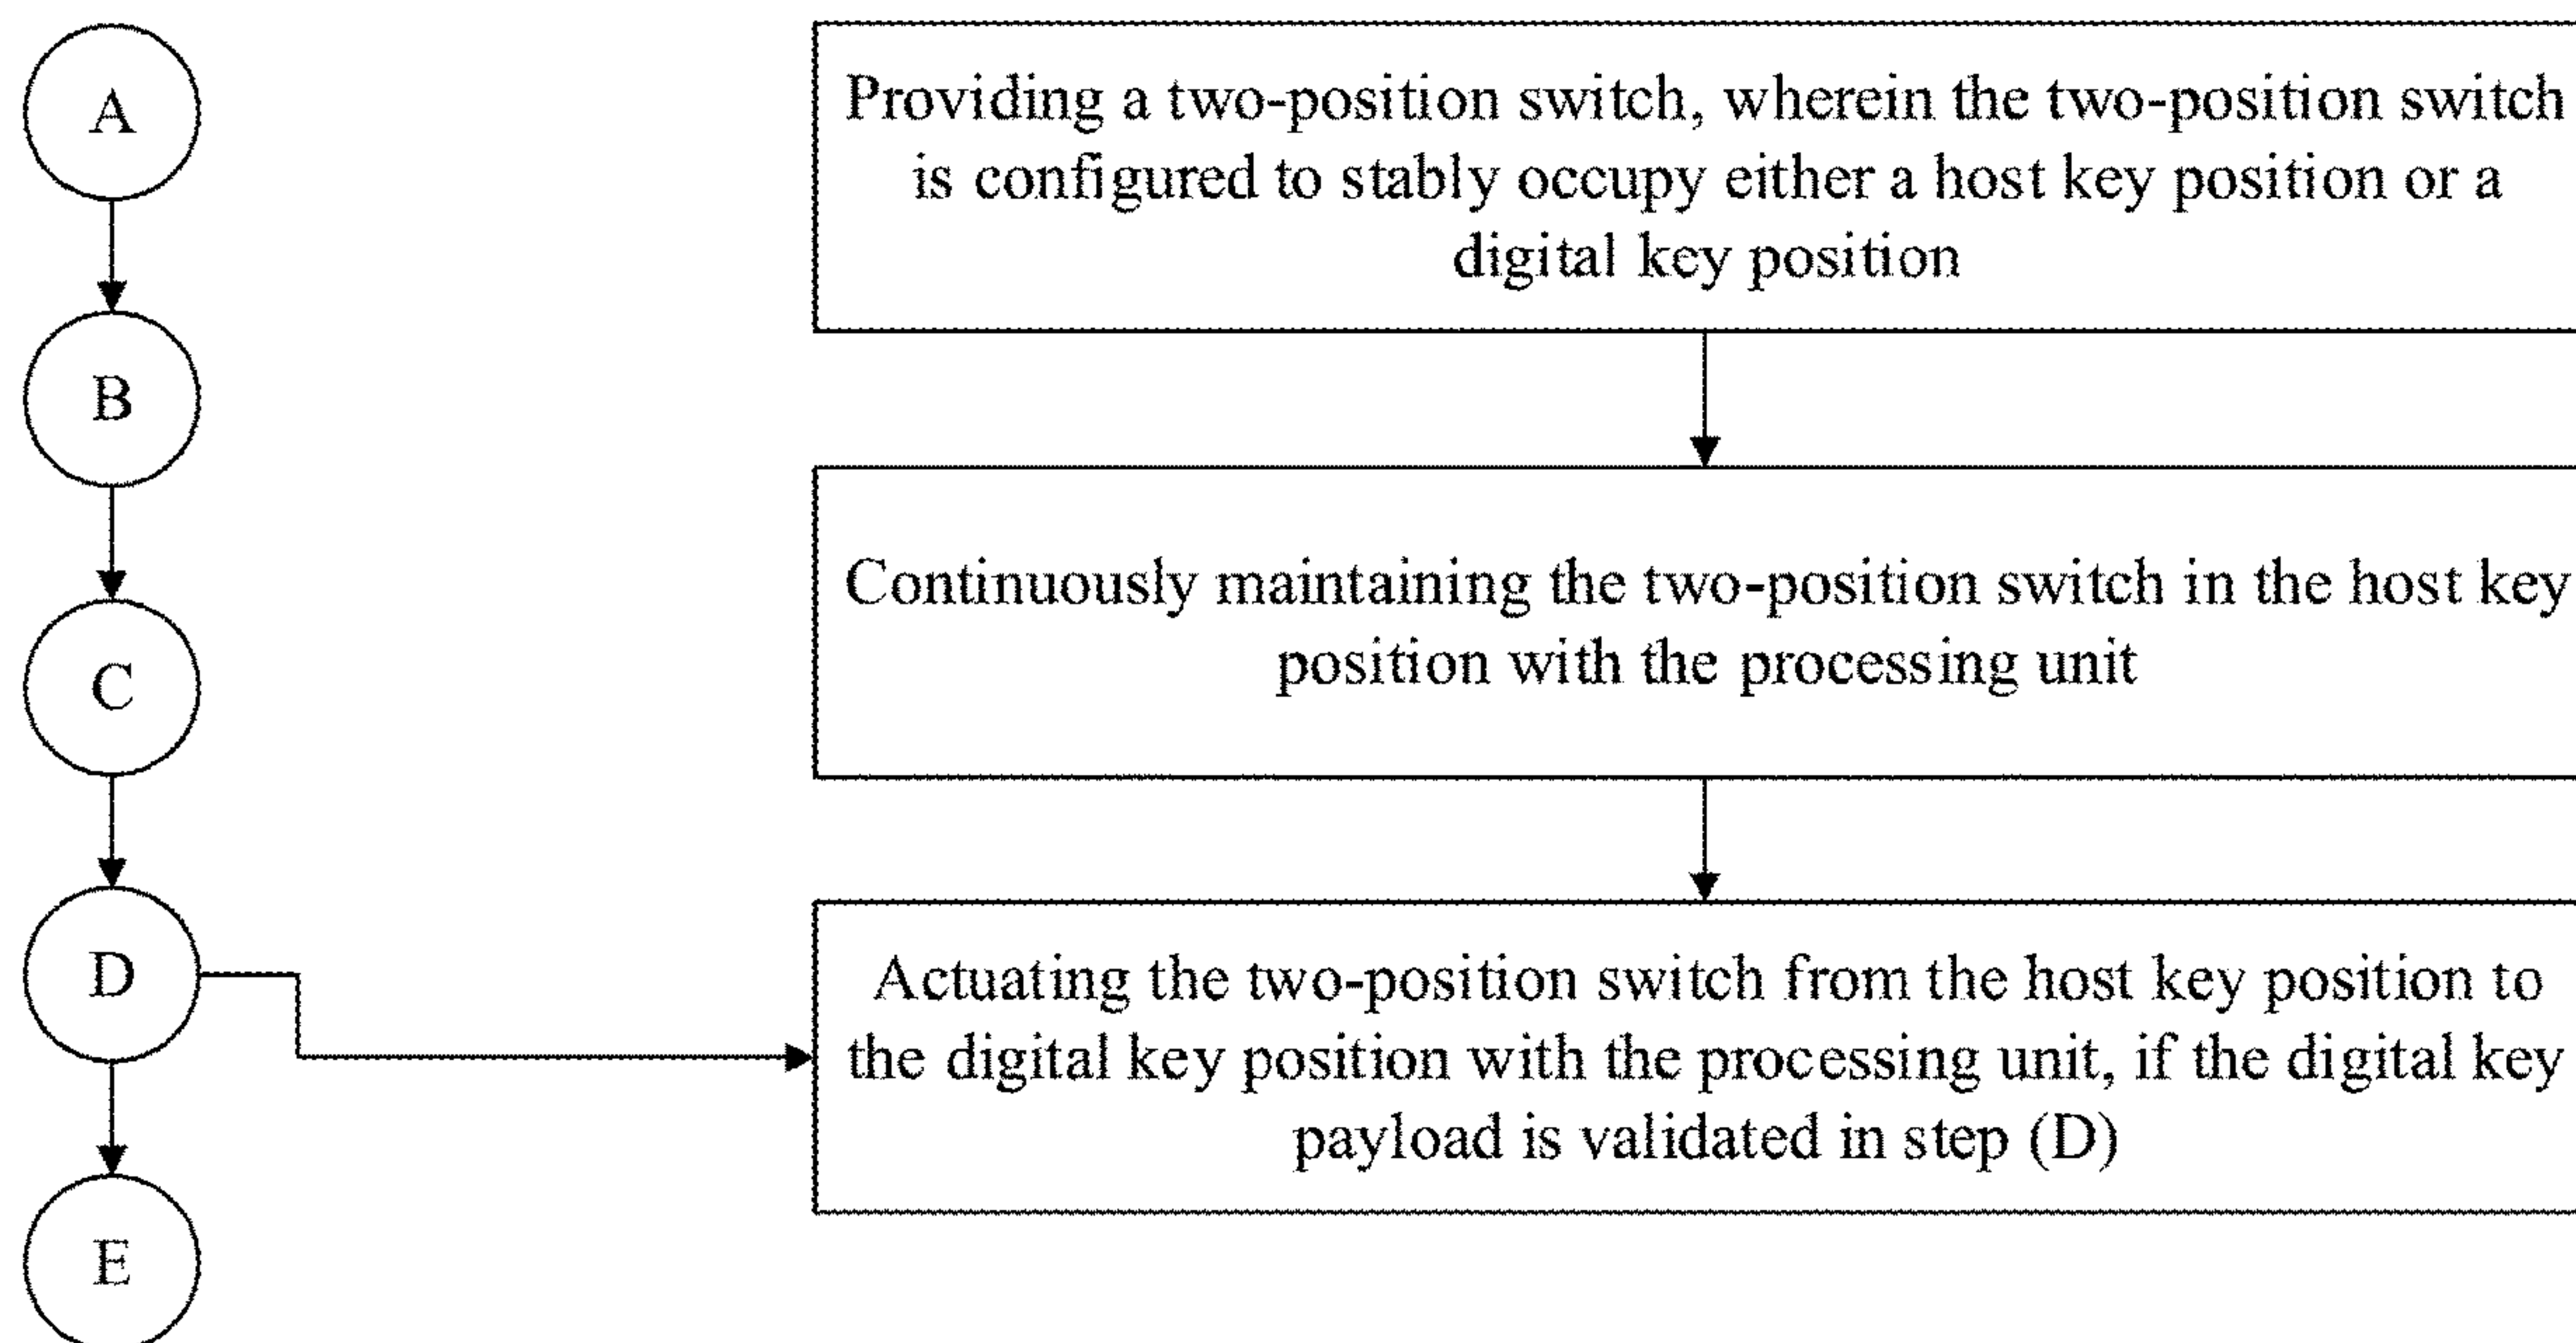 A
B
C
D
E
Providing a two-position switch, wherein the two-position switch
is configured to stably occupy either a host key position or a
digital key position
Continuously maintaining the two-position switch in the host key
position with the processing unit
Actuating the two-position switch from the host key position to
the digital key position with the processing unit, if the digital key
payload is validated in step (D)